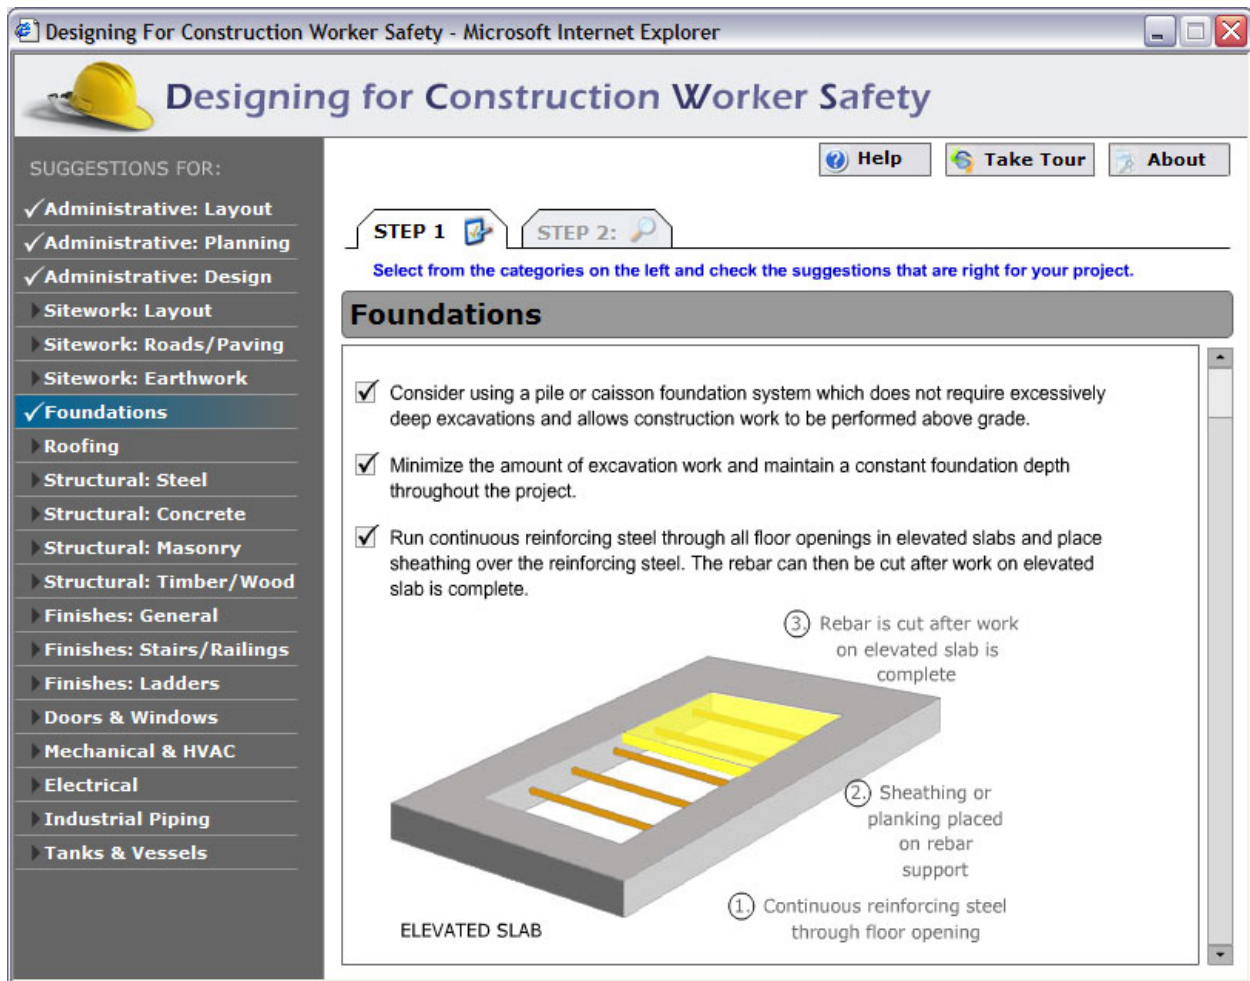 Designing For Construction Worker Safety - Microsoft Internet Explorer
Designing for Construction Worker Safety
SUGGESTIONS FOR:
Administrative: Layout
Administrative: Planning
Administrative: Design
Sitework: Layout
Sitework: Roads/Paving
Sitework: Earthwork
Foundations
Roofing
Structural: Steel
Structural: Concrete
Structural: Masonry
Structural: Timber/Wood
Finishes: General
Finishes: Stairs/Railings
Finishes: Ladders
Doors & Windows
Mechanical & HVAC
Electrical
Industrial Piping
Tanks & Vessels
Help
Take Tour
About
STEP 1
STEP 2:
Select from the categories on the left and check the suggestions that are right for your project.
Foundations
Consider using a pile or caisson foundation system which does not require excessively
deep excavations and allows construction work to be performed above grade.
Minimize the amount of excavation work and maintain a constant foundation depth
throughout the project.
Run continuous reinforcing steel through all floor openings in elevated slabs and place
sheathing over the reinforcing steel. The rebar can then be cut after work on elevated
slab is complete.
3. Rebar is cut after work
on elevated slab is
complete
2. Sheathing or
planking placed
on rebar
support
1. Continuous reinforcing steel
through floor opening
ELEVATED SLAB